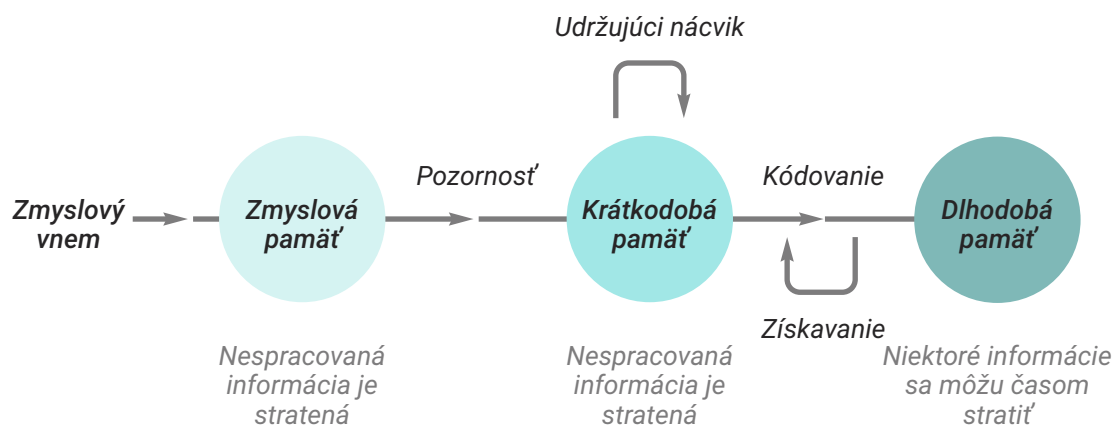 Udržujúci nácvik
Pozornosť
Kódovanie
Zmyslový
vnem
Zmyslová
pamäť
Krátkodobá
pamäť
Dlhodobá
pamäť
Získavanie
Nespracovaná
informácia je
stratená
Nespracovaná
informácia je
stratená
Niektoré informácie
sa môžu časom
stratiť